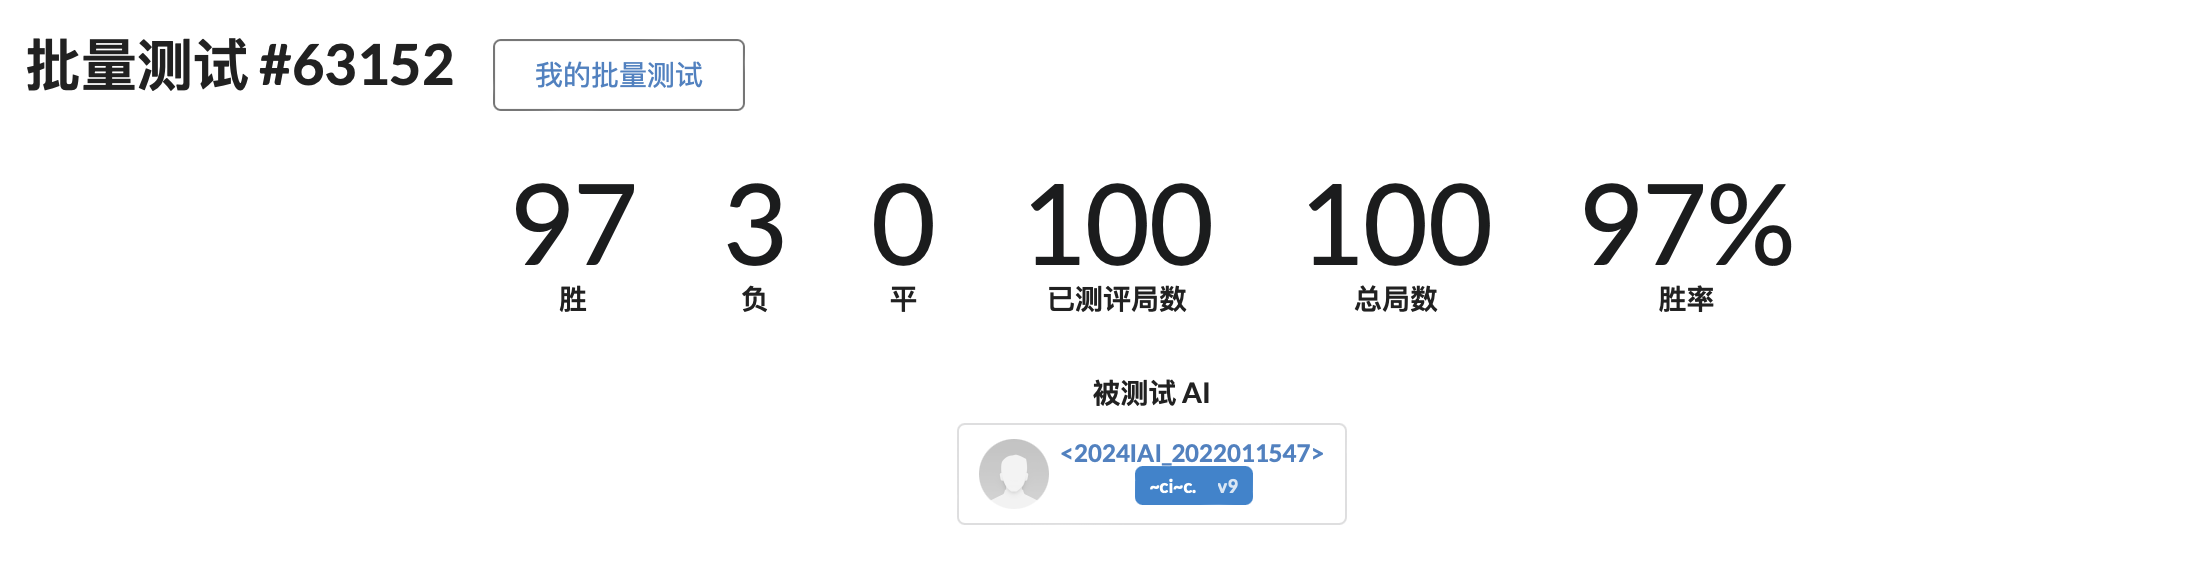 批量测试 #63152
我的批量测试
97 3 0 100 100 97%
胜 负 平 已测评局数 总局数 胜率
被测试 AI
<2024IAI_2022011547>
~ci~c. v9